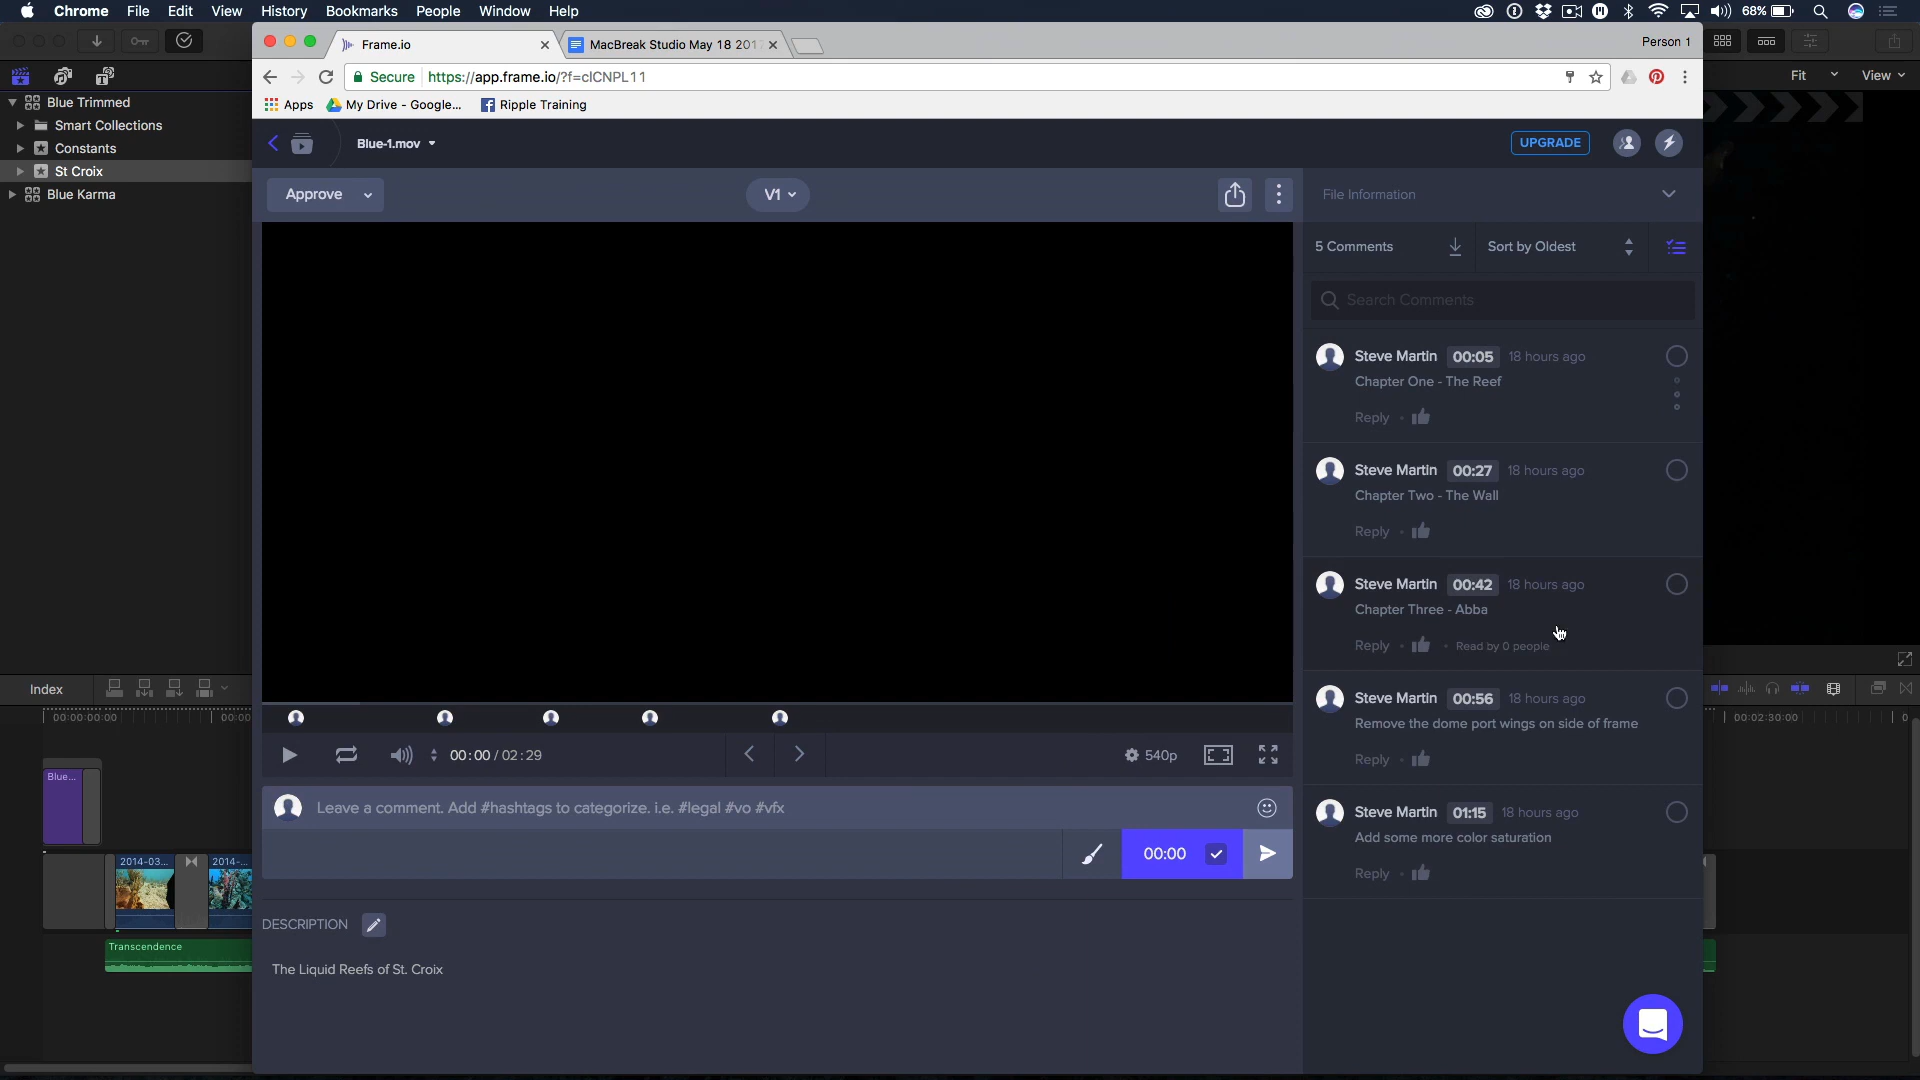 Chrome File Edit View History Bookmarks People Window Help 68%
Frame.io MacBreak Studio May 18 201 Person 1
Secure https://app.frame.io/?f=clCNPL11 Fit View
Apps My Drive - Google... Ripple Training
Blue Trimmed
Smart Collections
Constants
St Croix
Blue Karma
Blue-1.mov UPGRADE
Approve V1 File Information
5 Comments Sort by Oldest
Search Comments
Steve Martin 00:05 18 hours ago
Chapter One - The Reef
Reply
Steve Martin 00:27 18 hours ago
Chapter Two - The Wall
Reply
Steve Martin 00:42 18 hours ago
Chapter Three - Abba
Reply • Read by 0 people
Steve Martin 00:56 18 hours ago
Remove the dome port wings on side of frame
Reply
Steve Martin 01:15 18 hours ago
Add some more color saturation
Reply
00:00 / 02:29 540p
Leave a comment. Add #hashtags to categorize. i.e. #legal #vo #vfx
00:00
DESCRIPTION
The Liquid Reefs of St. Croix
Index
00:00:00:00 00:0 00:02:30:00
Blue...
2014-03... 2014-...
Transcendence